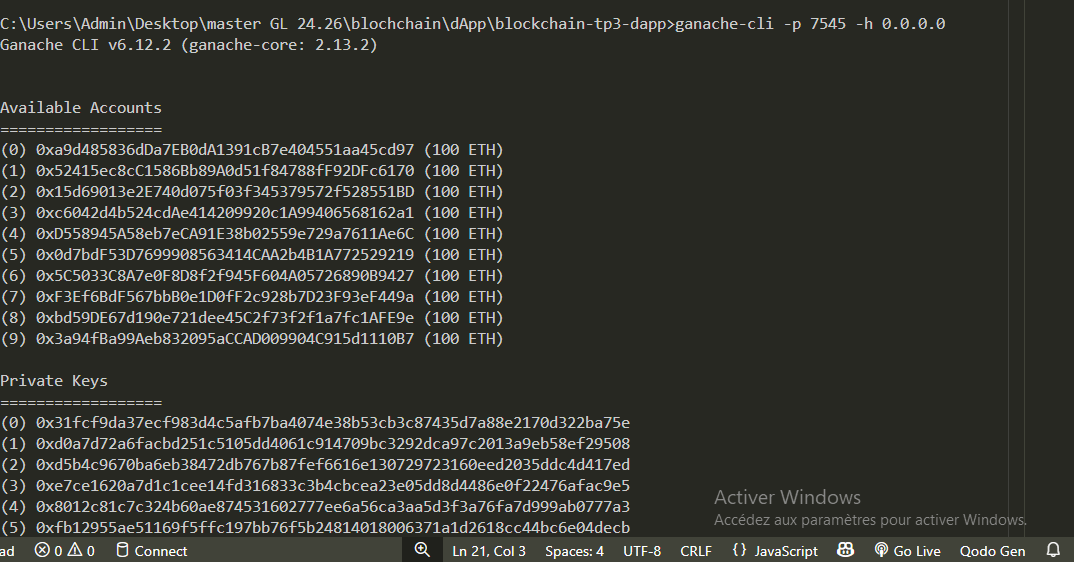 C:\Users\Admin\Desktop\master GL 24.26\blochchain\dApp\blockchain-tp3-dapp>ganache-cli -p 7545 -h 0.0.0.0
Ganache CLI v6.12.2 (ganache-core: 2.13.2)
Available Accounts
==================
(0) 0xa9d485836dDa7EB0dA1391cB7e404551aa45cd97 (100 ETH)
(1) 0x52415ec8cC1586Bb89A0d51f84788fF92DFc6170 (100 ETH)
(2) 0x15d69013e2E740d075f03f345379572f528551BD (100 ETH)
(3) 0xc6042d4b524cdAe414209920c1A99406568162a1 (100 ETH)
(4) 0xD558945A58eb7eCA91E38b02559e729a7611Ae6C (100 ETH)
(5) 0x0d7bdF53D7699908563414CAA2b4B1A772529219 (100 ETH)
(6) 0x5C5033C8A7e0F8D8f2f945F604A05726890B9427 (100 ETH)
(7) 0xF3Ef6BdF567bbB0e1D0fF2c928b7D23F93eF449a (100 ETH)
(8) 0xbd59DE67d190e721dee45C2f73f2f1a7fc1AFE9e (100 ETH)
(9) 0x3a94fBa99Aeb832095aCCAD009904C915d1110B7 (100 ETH)
Private Keys
==================
(0) 0x31fcf9da37ecf983d4c5afb7ba4074e38b53cb3c87435d7a88e2170d322ba75e
(1) 0xd0a7d72a6facbd251c5105dd4061c914709bc3292dca97c2013a9eb58ef29508
(2) 0xd5b4c9670ba6eb38472db767b87fef6616e130729723160eed2035ddc4d417ed
(3) 0xe7ce1620a7d1c1cee14fd316833c3b4cbcea23e05dd8d4486e0f22476afac9e5
(4) 0x8012c81c7c324b60ae874531602777ee6a56ca3aa5d3f3a76fa7d999ab0777a3
(5) 0xfb12955ae51169f5ffc197bb76f5b24814018006371a1d2618cc44bc6e04decb
Activer Windows
Accédez aux paramètres pour activer Windows.
ad 0 0 Connect Ln 21, Col 3 Spaces: 4 UTF-8 CRLF {} JavaScript Go Live Qodo Gen